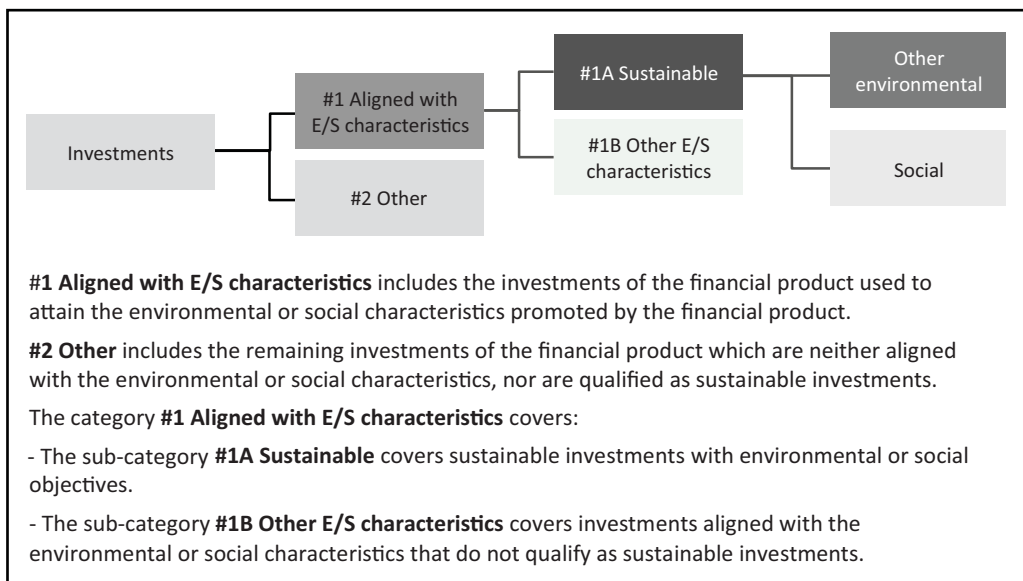 Investments
#1 Aligned with
E/S characteristics
#2 Other
#1A Sustainable
#1B Other E/S
characteristics
Other
environmental
Social
#1 Aligned with E/S characteristics includes the investments of the financial product used to
attain the environmental or social characteristics promoted by the financial product.
#2 Other includes the remaining investments of the financial product which are neither aligned
with the environmental or social characteristics, nor are qualified as sustainable investments.
The category #1 Aligned with E/S characteristics covers:
- The sub-category #1A Sustainable covers sustainable investments with environmental or social
objectives.
- The sub-category #1B Other E/S characteristics covers investments aligned with the
environmental or social characteristics that do not qualify as sustainable investments.